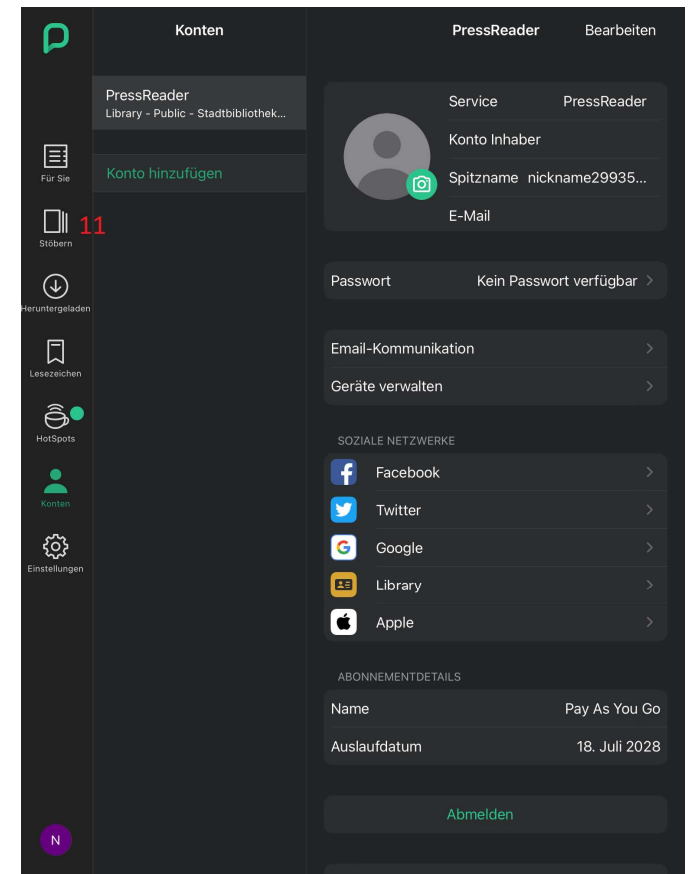 Konten
PressReader
Bearbeiten
PressReader
Library - Public - Stadtbibliothek...
Konto hinzufügen
Für Sie
Stöbern
11
Heruntergeladen
Lesezeichen
HotSpots
Konten
Einstellungen
N
Service PressReader
Konto Inhaber
Spitzname nickname29935...
E-Mail
Passwort Kein Passwort verfügbar
Email-Kommunikation
Geräte verwalten
SOZIALE NETZWERKE
Facebook
Twitter
Google
Library
Apple
ABONNEMENTDETAILS
Name Pay As You Go
Auslaufdatum 18. Juli 2028
Abmelden